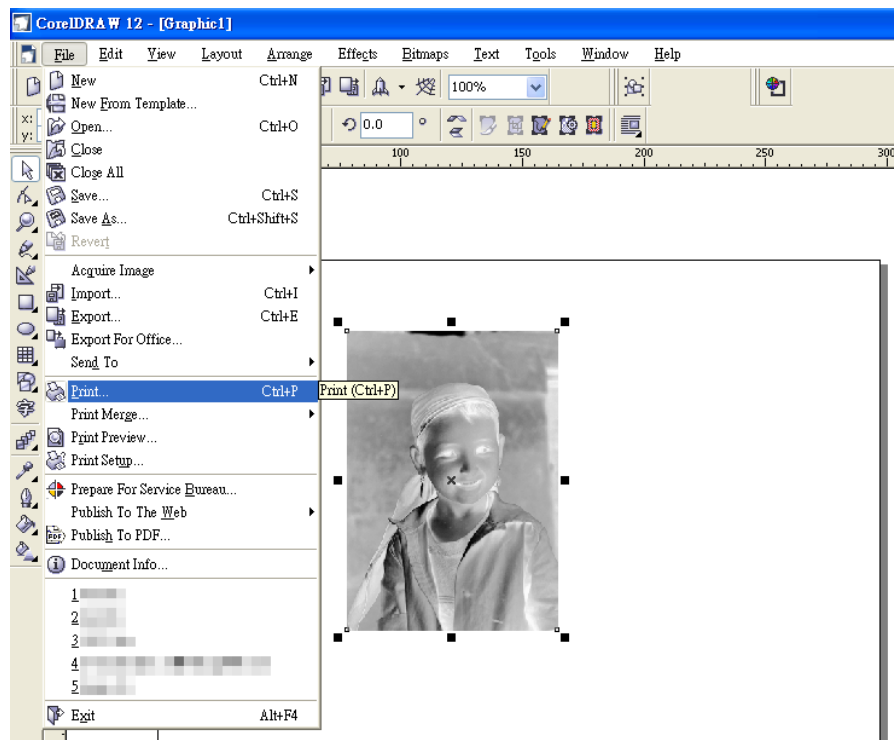 CorelDRAW 12 - [Graphic1]
File Edit View Layout Arrange Effects Bitmaps Text Tools Window Help
New Ctrl+N
100%
New From Template...
x:
Open... Ctrl+O
0.0 °
y:
Close
100 150 200 250 300
Close All
Save... Ctrl+S
Save As... Ctrl+Shift+S
Revert
Acquire Image
Import... Ctrl+I
Export... Ctrl+E
Export For Office...
Send To
Print... Ctrl+P
Print (Ctrl+P)
Print Merge...
字
Print Preview...
Print Setup...
Prepare For Service Bureau...
Publish To The Web
PDF
Publish To PDF...
Document Info...
1
2
3
4
5
Exit Alt+F4